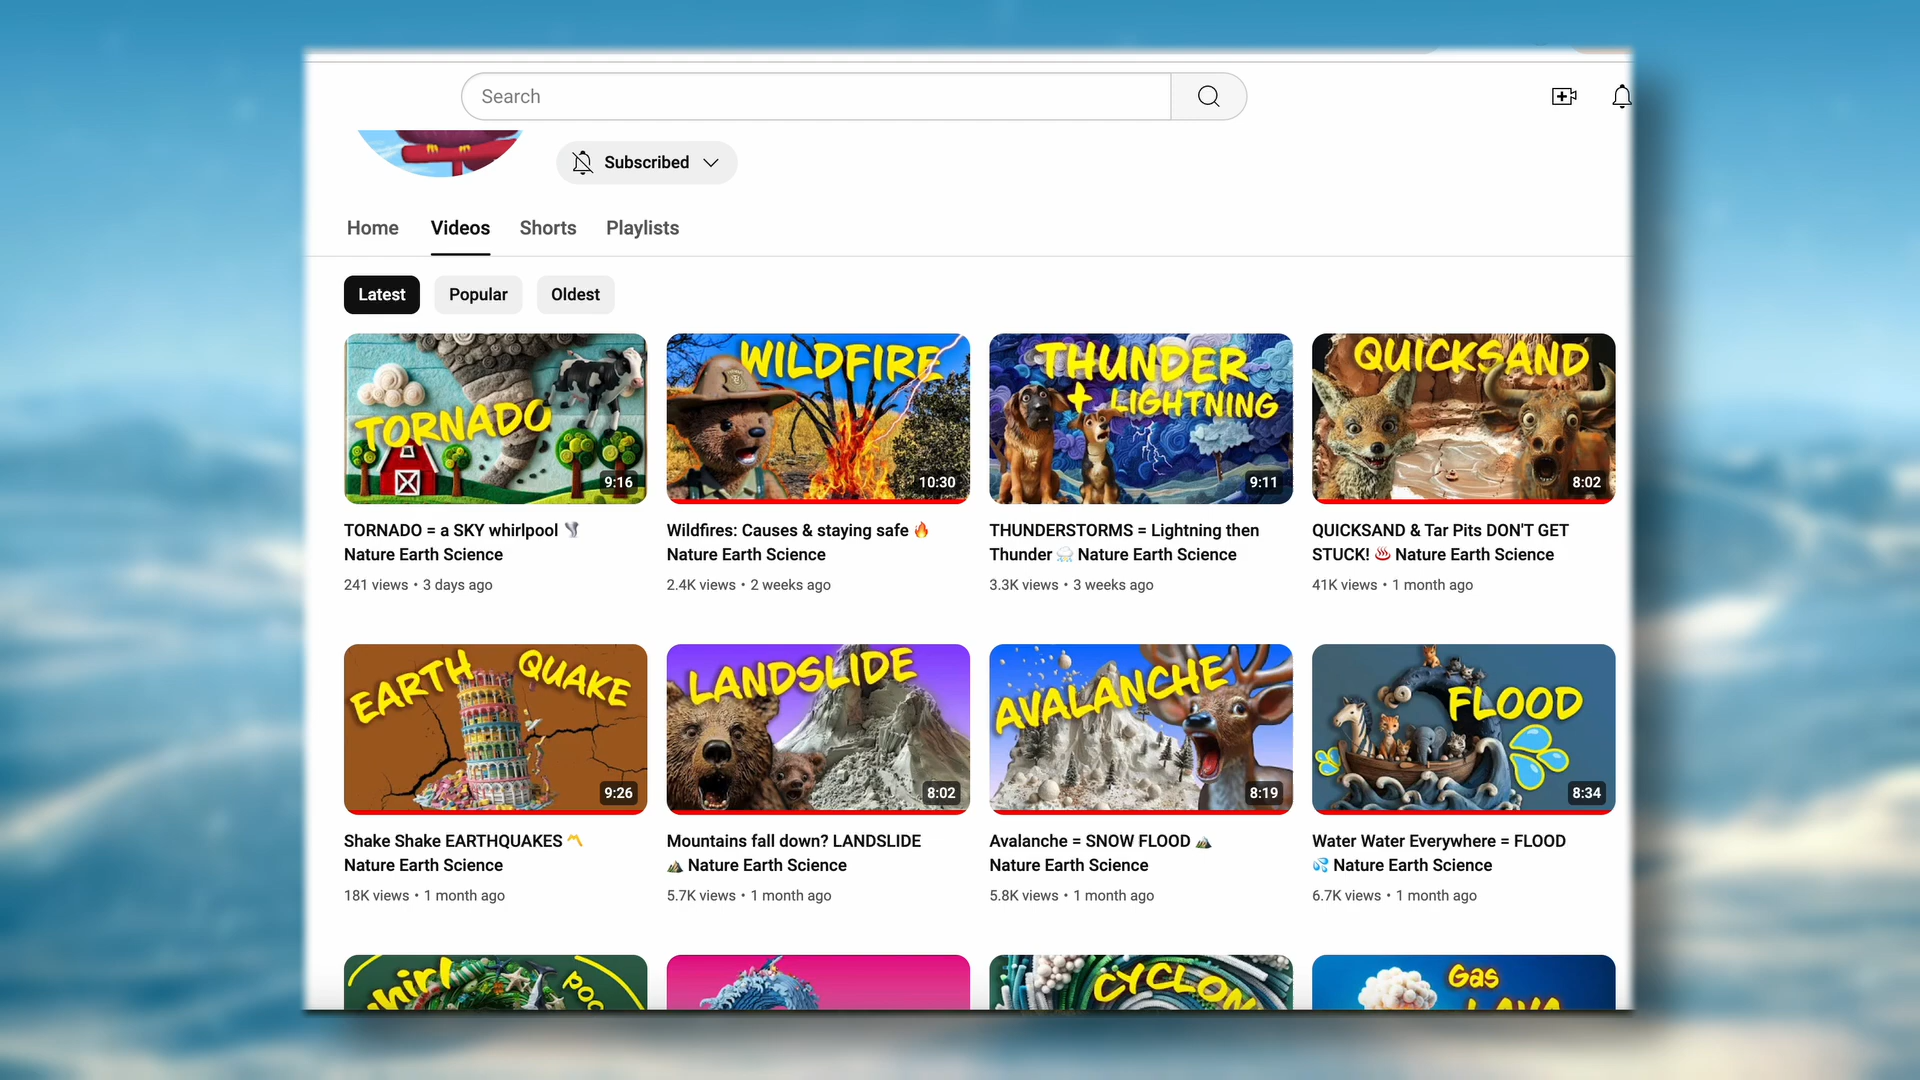 Search
Subscribed
Home Videos Shorts Playlists
Latest Popular Oldest
TORNADO
9:16
WILDFIRE
10:30
THUNDER
+ LIGHTNING
9:11
QUICKSAND
8:02
TORNADO = a SKY whirlpool 🌪️
Nature Earth Science
241 views • 3 days ago
Wildfires: Causes & staying safe 🔥
Nature Earth Science
2.4K views • 2 weeks ago
THUNDERSTORMS = Lightning then
Thunder 🌧️ Nature Earth Science
3.3K views • 3 weeks ago
QUICKSAND & Tar Pits DON'T GET
STUCK! ♨️ Nature Earth Science
41K views • 1 month ago
EARTH QUAKE
9:26
LANDSLIDE
8:02
AVALANCHE
8:19
FLOOD
8:34
Shake Shake EARTHQUAKES 〽️
Nature Earth Science
18K views • 1 month ago
Mountains fall down? LANDSLIDE
⛰️ Nature Earth Science
5.7K views • 1 month ago
Avalanche = SNOW FLOOD 🏔️
Nature Earth Science
5.8K views • 1 month ago
Water Water Everywhere = FLOOD
💦 Nature Earth Science
6.7K views • 1 month ago
CYCLON
Gas
LAVA